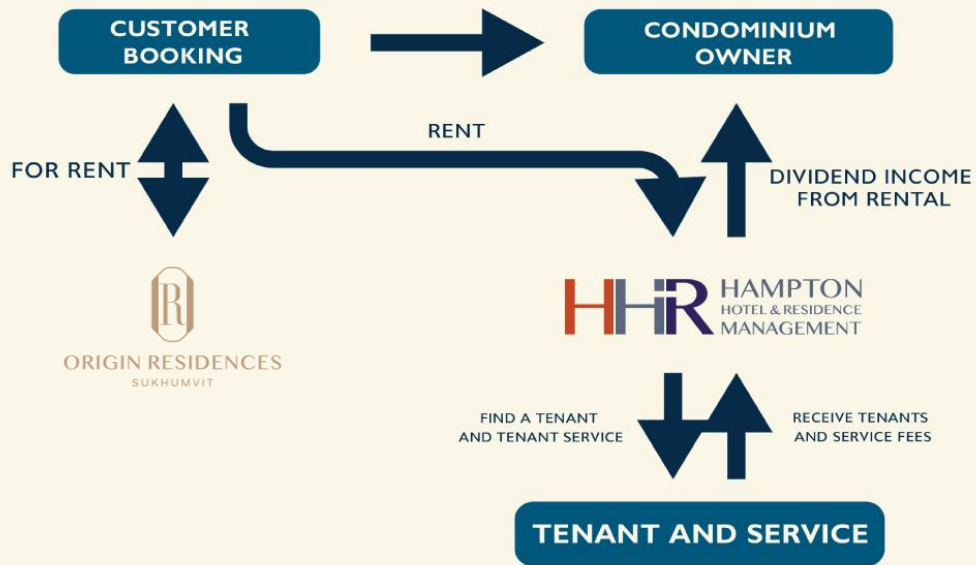 CUSTOMER
BOOKING
CONDOMINIUM
OWNER
RENT
FOR RENT
DIVIDEND INCOME
FROM RENTAL
R
ORIGIN RESIDENCES
SUKHUMVIT
HHR
HAMPTON
HOTEL & RESIDENCE
MANAGEMENT
FIND A TENANT
AND TENANT SERVICE
RECEIVE TENANTS
AND SERVICE FEES
TENANT AND SERVICE